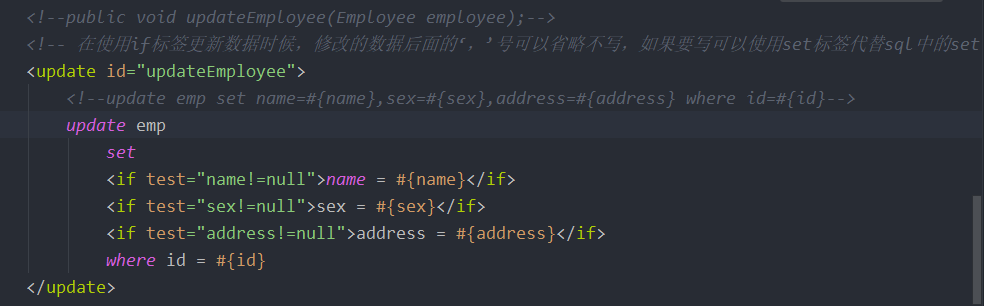 <!--public void updateEmployee(Employee employee);-->
<!-- 在使用if标签更新数据时候，修改的数据后面的‘，’号可以省略不写，如果要写可以使用set标签代替sql中的set
<update id="updateEmployee">
<!--update emp set name=#{name},sex=#{sex},address=#{address} where id=#{id}-->
update emp
set
<if test="name!=null">name = #{name}</if>
<if test="sex!=null">sex = #{sex}</if>
<if test="address!=null">address = #{address}</if>
where id = #{id}
</update>